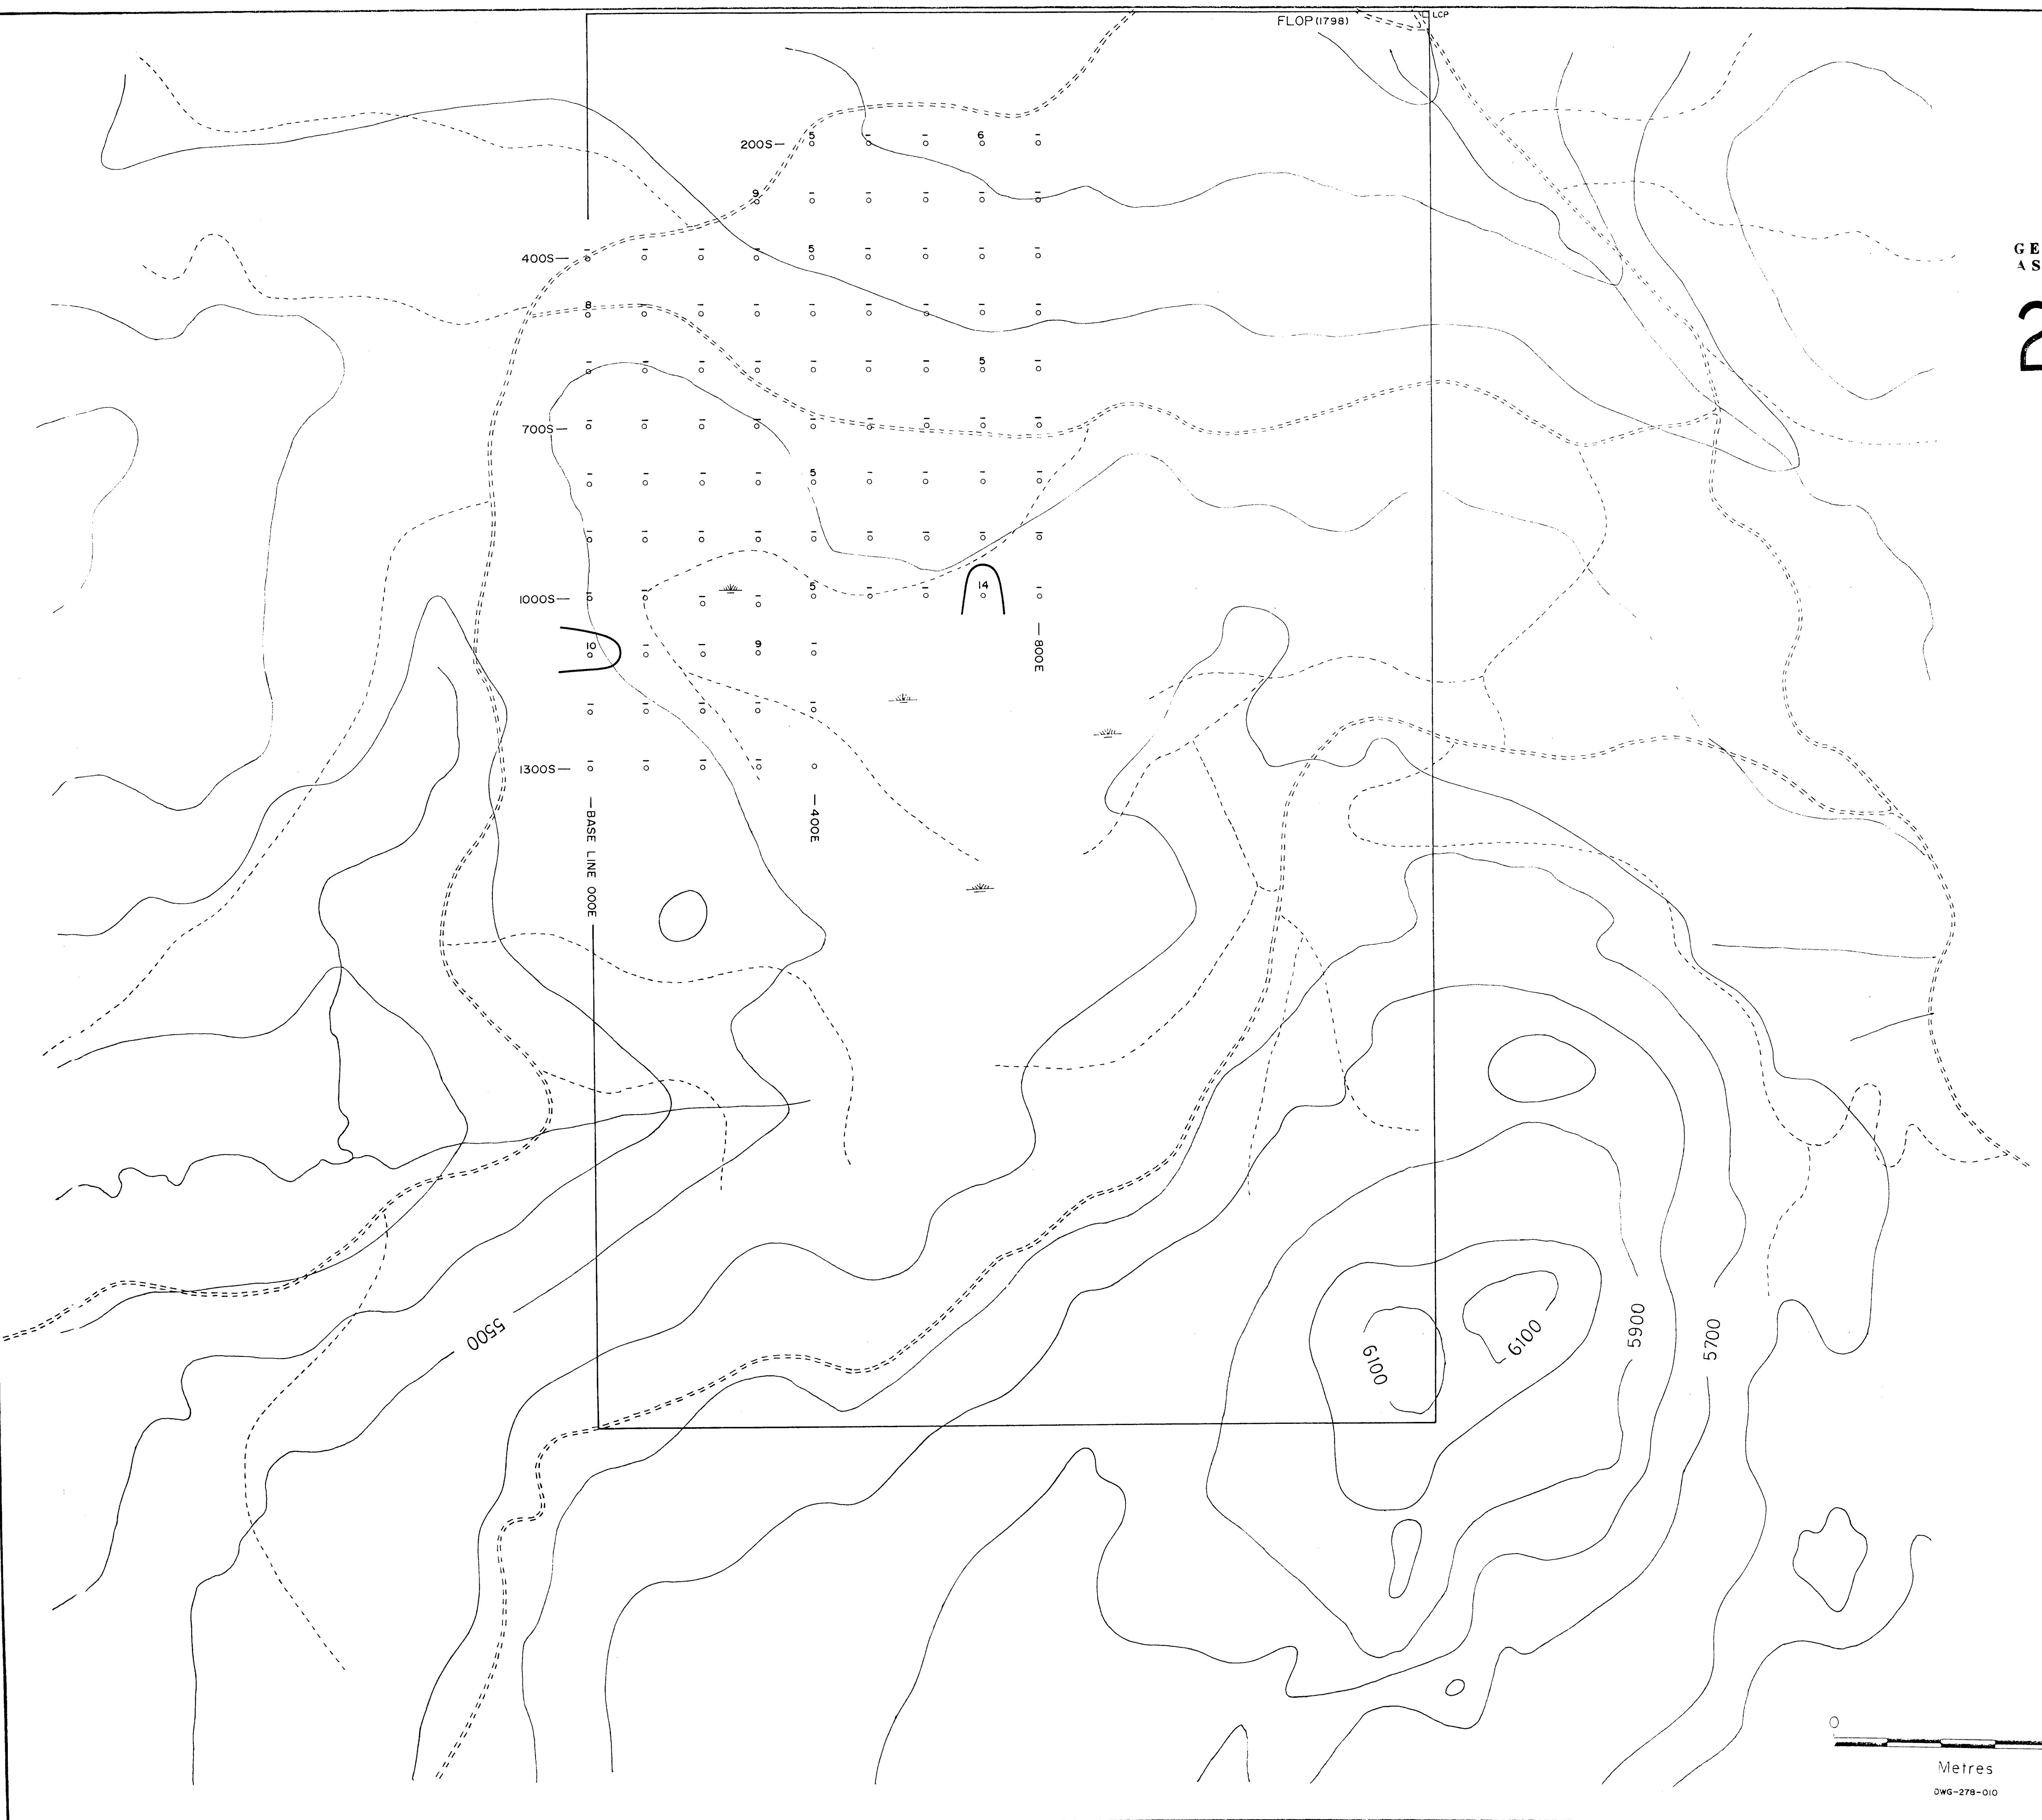 FLOP (1798)
LCP
200S— 5 – – 6 –
9 – – – – –
GE
AS
400S— – – – – 5 – – – –
2
8 – – – – – – – –
– – – – – – – 5 –
700S— – – – – – – – – –
– – – – 5 – – – –
– – – – – – – – –
1000S— – – – – 5 – – 14 –
10 – – 9 –
—800E
– – – – –
1300S— – – – –
—BASE LINE 000E
—400E
5500
6100
6100
5900
5700
0
Metres
DWG-278-010